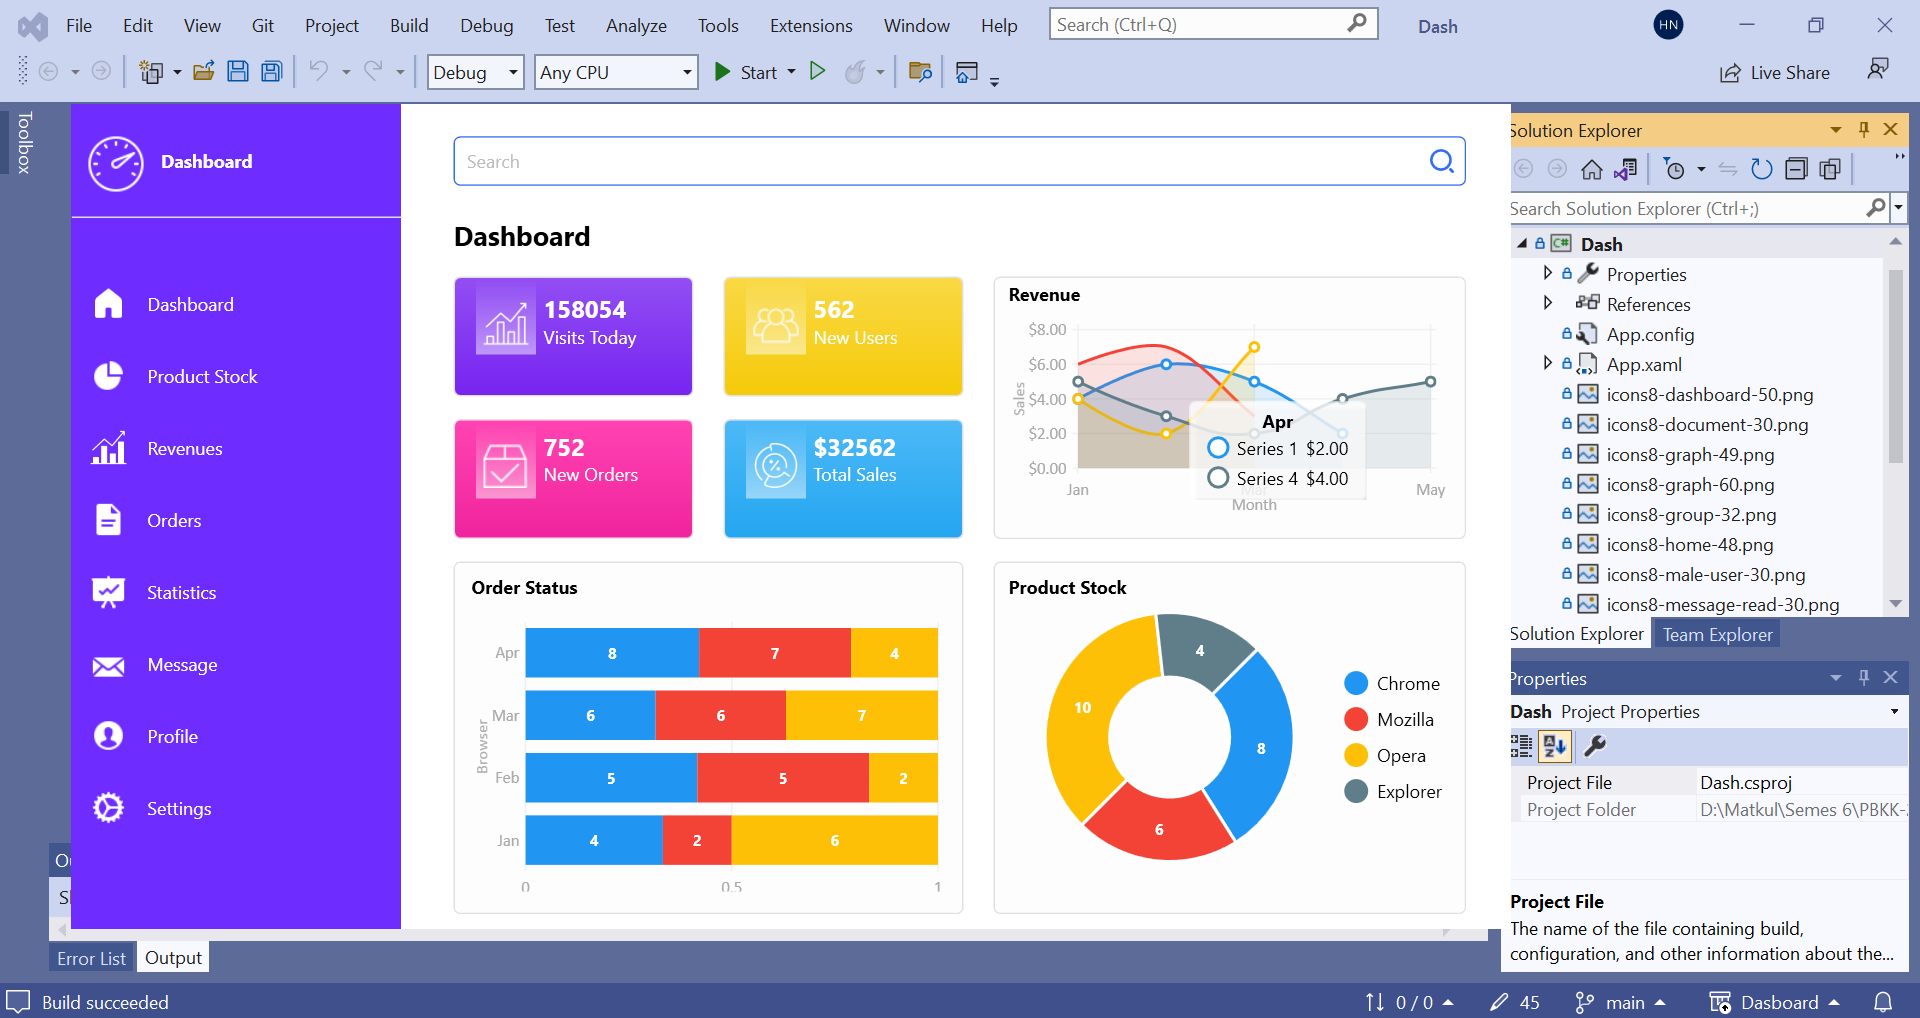 File Edit View Git Project Build Debug Test Analyze Tools Extensions Window Help Search (Ctrl+Q) Dash HN
Debug Any CPU Start Live Share
Toolbox
Dashboard
Dashboard
Product Stock
Revenues
Orders
Statistics
Message
Profile
Settings
Search
Dashboard
158054
Visits Today
562
New Users
752
New Orders
$32562
Total Sales
Revenue
$8.00
$6.00
$4.00
$2.00
$0.00
Sales
Apr
Series 1 $2.00
Series 4 $4.00
Jan Mar May
Month
Order Status
Browser
Apr 8 7 4
Mar 6 6 7
Feb 5 5 2
Jan 4 2 6
0 0.5 1
Product Stock
4
10
8
6
Chrome
Mozilla
Opera
Explorer
Solution Explorer
Search Solution Explorer (Ctrl+;)
C# Dash
Properties
References
App.config
App.xaml
icons8-dashboard-50.png
icons8-document-30.png
icons8-graph-49.png
icons8-graph-60.png
icons8-group-32.png
icons8-home-48.png
icons8-male-user-30.png
icons8-message-read-30.png
Solution Explorer Team Explorer
Properties
Dash Project Properties
Project File Dash.csproj
Project Folder D:\Matkul\Semes 6\PBKK-
Project File
The name of the file containing build,
configuration, and other information about the...
Error List Output
Build succeeded 0 / 0 45 main Dasboard